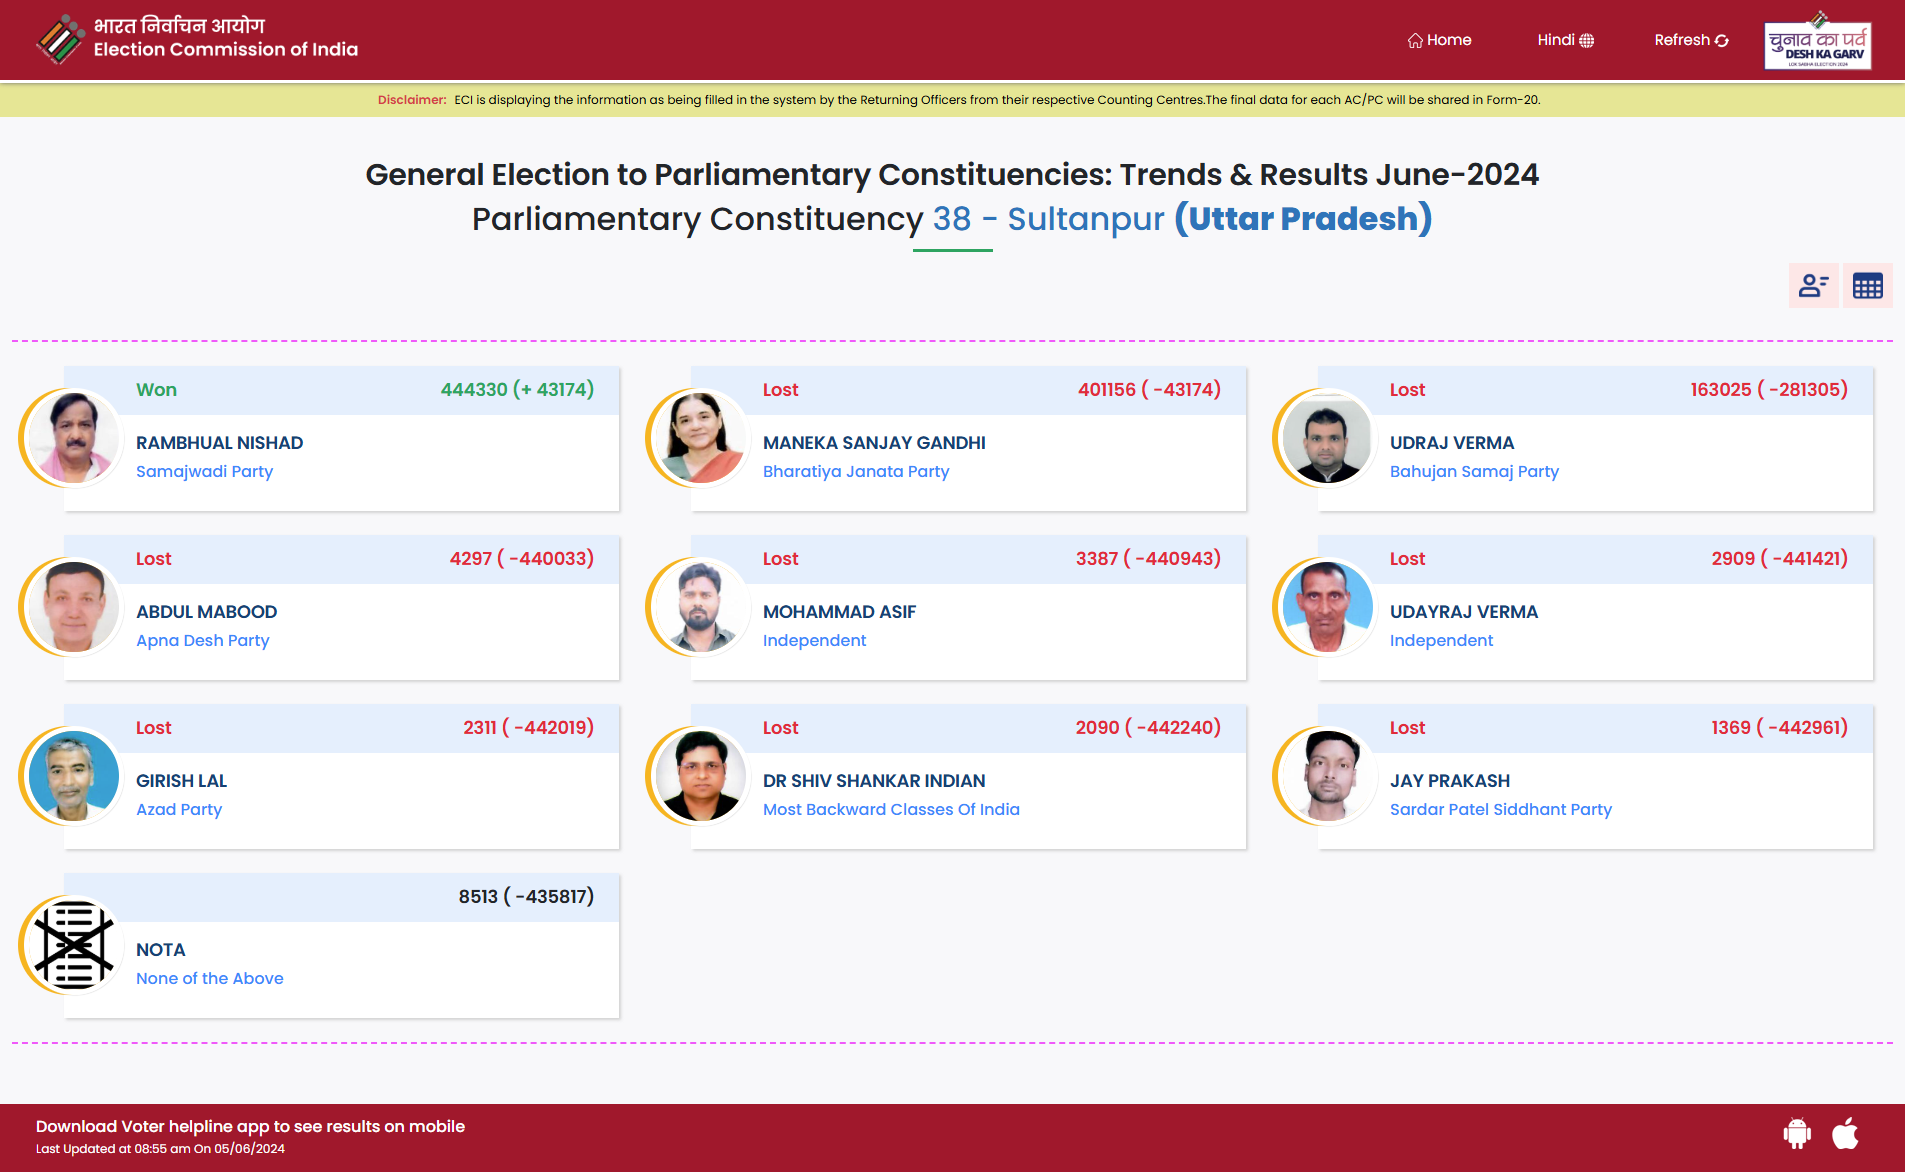 भारत निर्वाचन आयोग
Election Commission of India
Home
Hindi
Refresh
चुनाव का पर्व
DESH KA GARV
LOK SABHA ELECTION 2024
Disclaimer: ECI is displaying the information as being filled in the system by the Returning Officers from their respective Counting Centres.The final data for each AC/PC will be shared in Form-20.
General Election to Parliamentary Constituencies: Trends & Results June-2024
Parliamentary Constituency 38 - Sultanpur (Uttar Pradesh)
Won 444330 (+ 43174)
RAMBHUAL NISHAD
Samajwadi Party
Lost 401156 ( -43174)
MANEKA SANJAY GANDHI
Bharatiya Janata Party
Lost 163025 ( -281305)
UDRAJ VERMA
Bahujan Samaj Party
Lost 4297 ( -440033)
ABDUL MABOOD
Apna Desh Party
Lost 3387 ( -440943)
MOHAMMAD ASIF
Independent
Lost 2909 ( -441421)
UDAYRAJ VERMA
Independent
Lost 2311 ( -442019)
GIRISH LAL
Azad Party
Lost 2090 ( -442240)
DR SHIV SHANKAR INDIAN
Most Backward Classes Of India
Lost 1369 ( -442961)
JAY PRAKASH
Sardar Patel Siddhant Party
8513 ( -435817)
NOTA
None of the Above
Download Voter helpline app to see results on mobile
Last Updated at 08:55 am On 05/06/2024